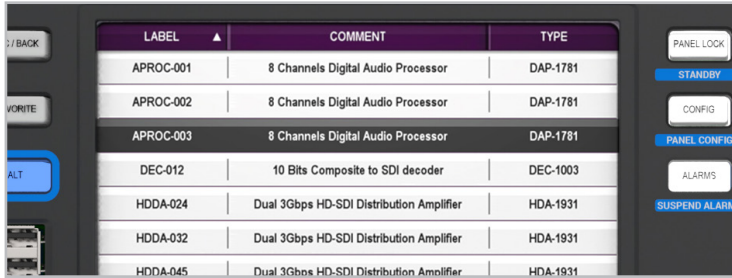 LABEL ▲ COMMENT TYPE
/ BACK
PANEL LOCK
APROC-001 8 Channels Digital Audio Processor DAP-1781
STANDBY
APROC-002 8 Channels Digital Audio Processor DAP-1781
CONFIG
APROC-003 8 Channels Digital Audio Processor DAP-1781
PANEL CONFIG
ALT
DEC-012 10 Bits Composite to SDI decoder DEC-1003
ALARMS
HDDA-024 Dual 3Gbps HD-SDI Distribution Amplifier HDA-1931
HDDA-032 Dual 3Gbps HD-SDI Distribution Amplifier HDA-1931
HDDA-045 Dual 3Gbps HD-SDI Distribution Amplifier HDA-1931